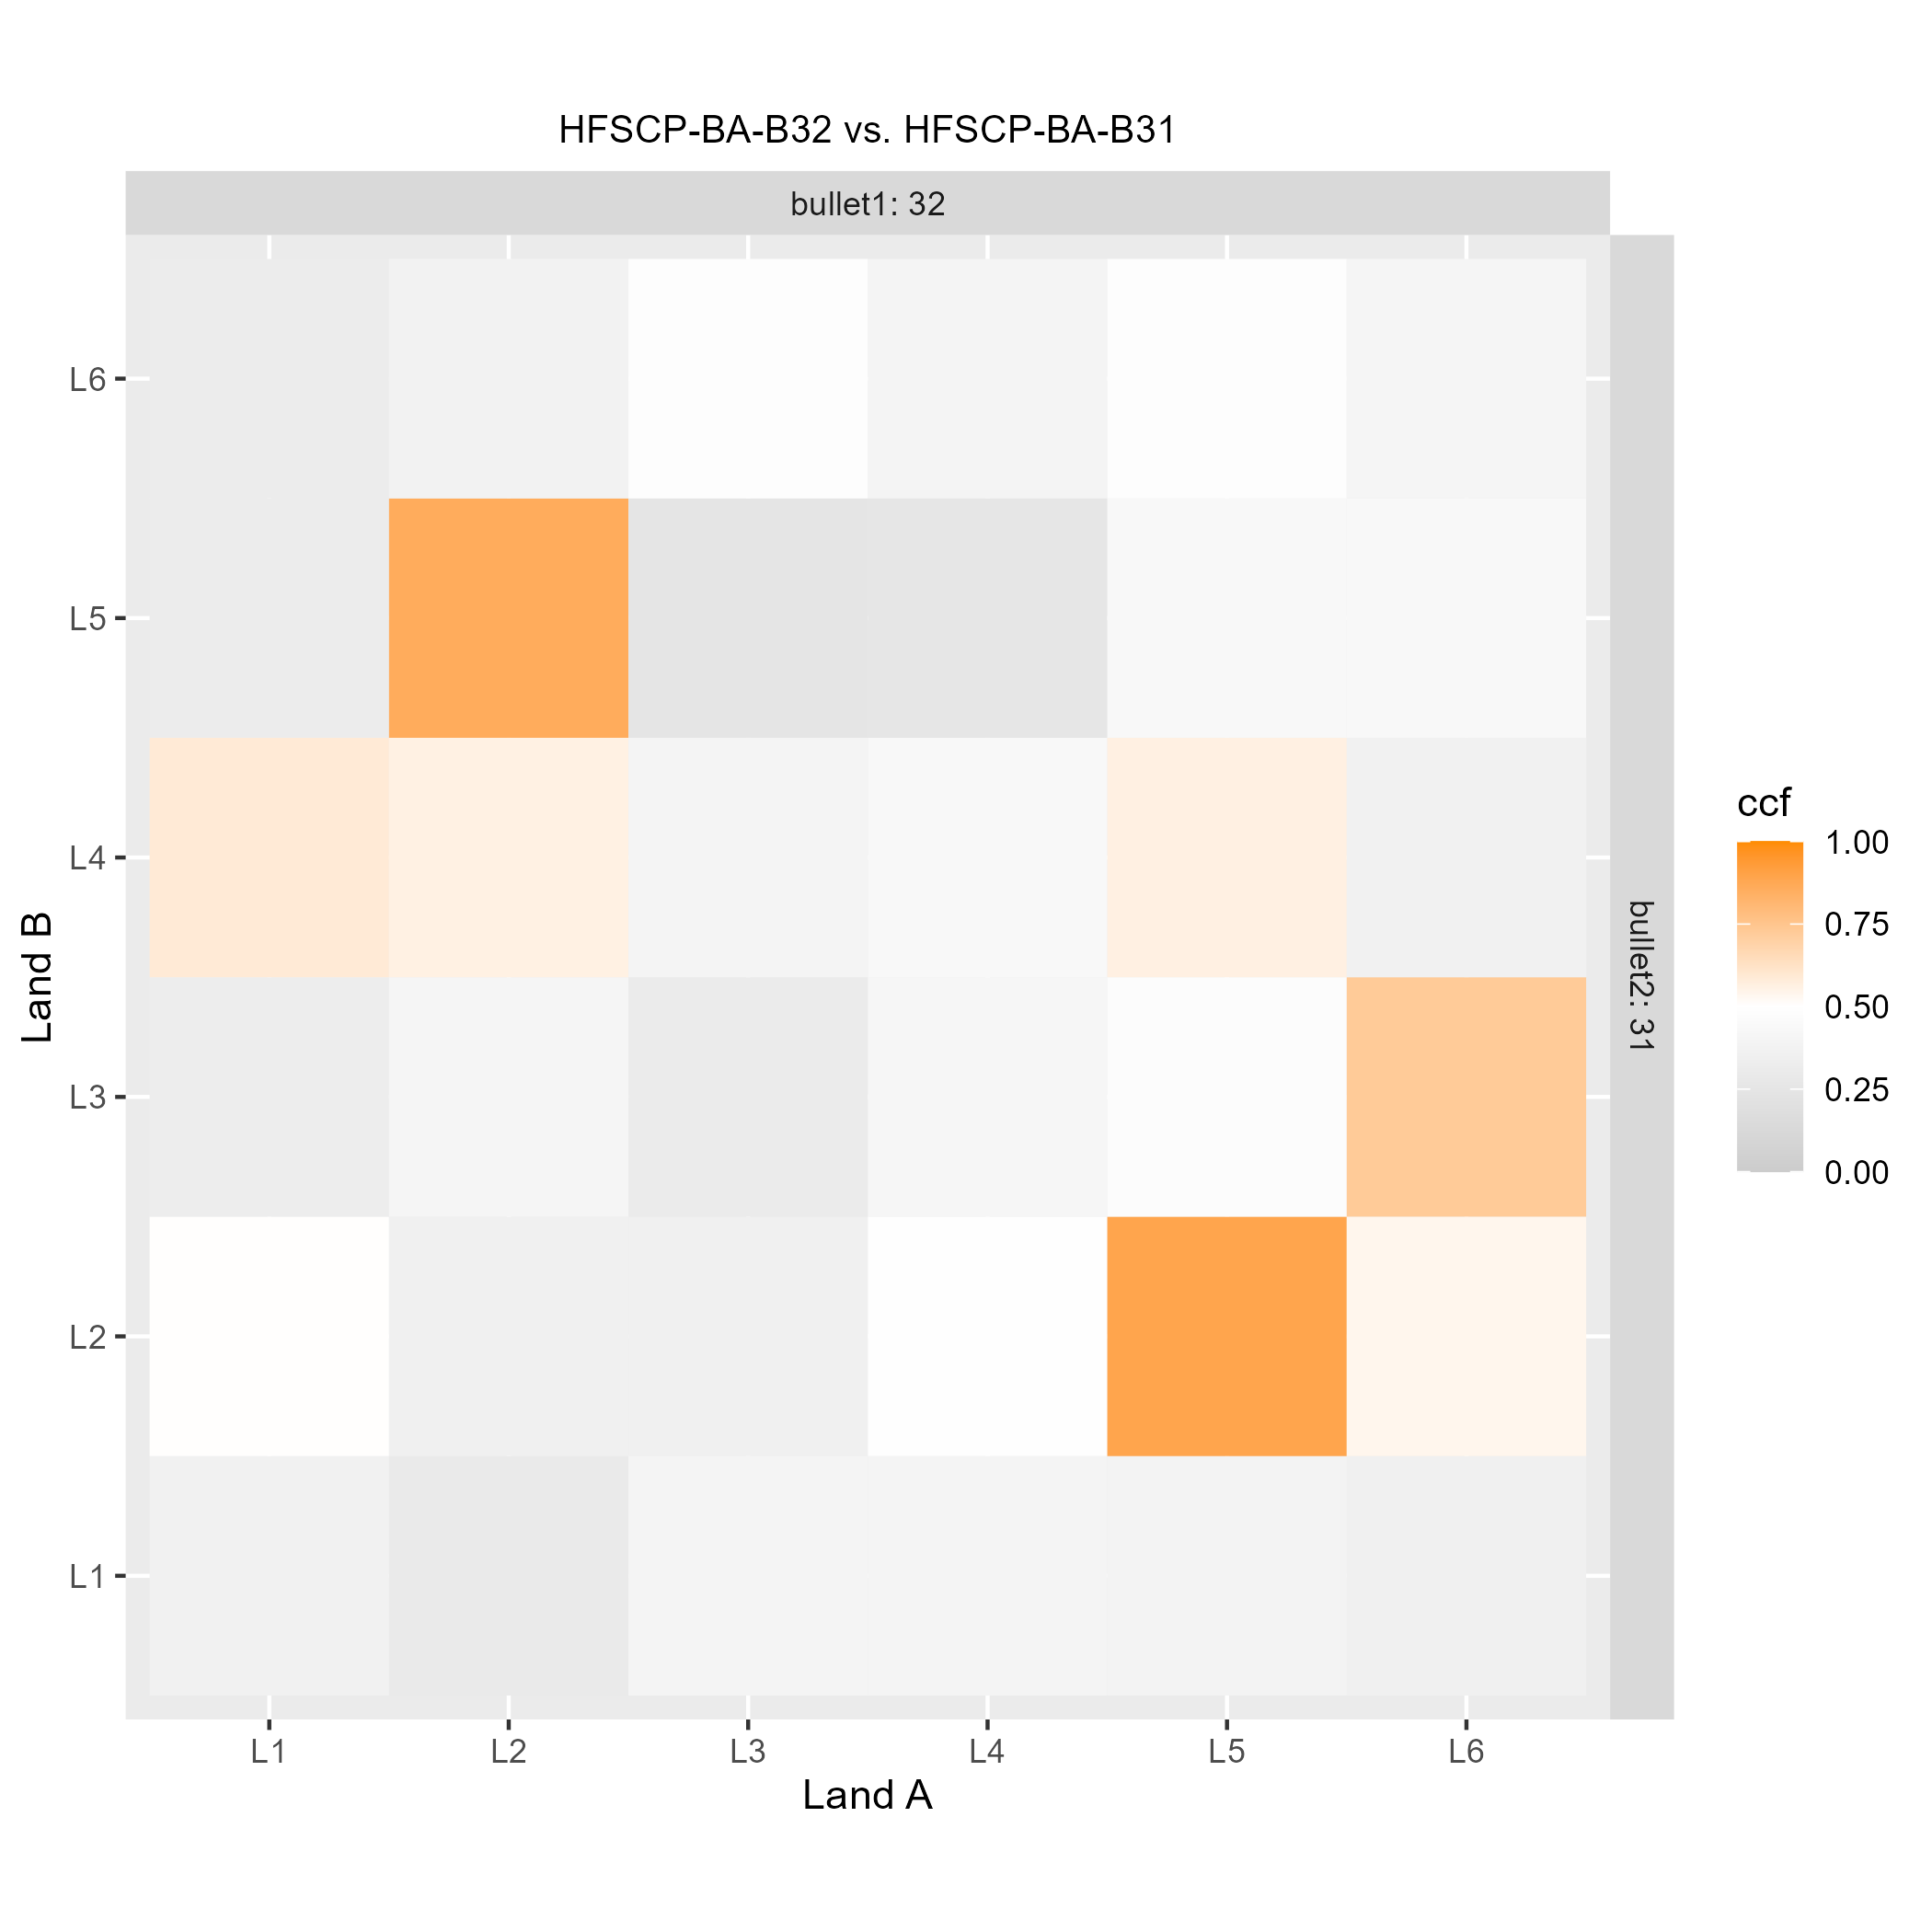 HFSCP-BA-B32 vs. HFSCP-BA-B31
bullet1: 32
L6
L5
L4
L3
L2
L1
Land B
bullet2: 31
L1 L2 L3 L4 L5 L6
Land A
ccf
1.00
0.75
0.50
0.25
0.00